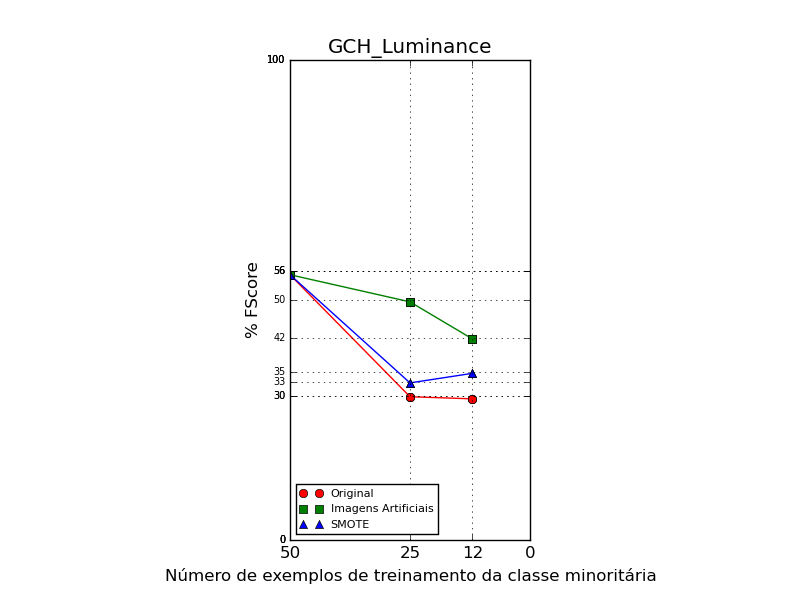 GCH_Luminance
100
56
50
42
35
33
30
0
% FScore
Original
Imagens Artificiais
SMOTE
50 25 12 0
Número de exemplos de treinamento da classe minoritária